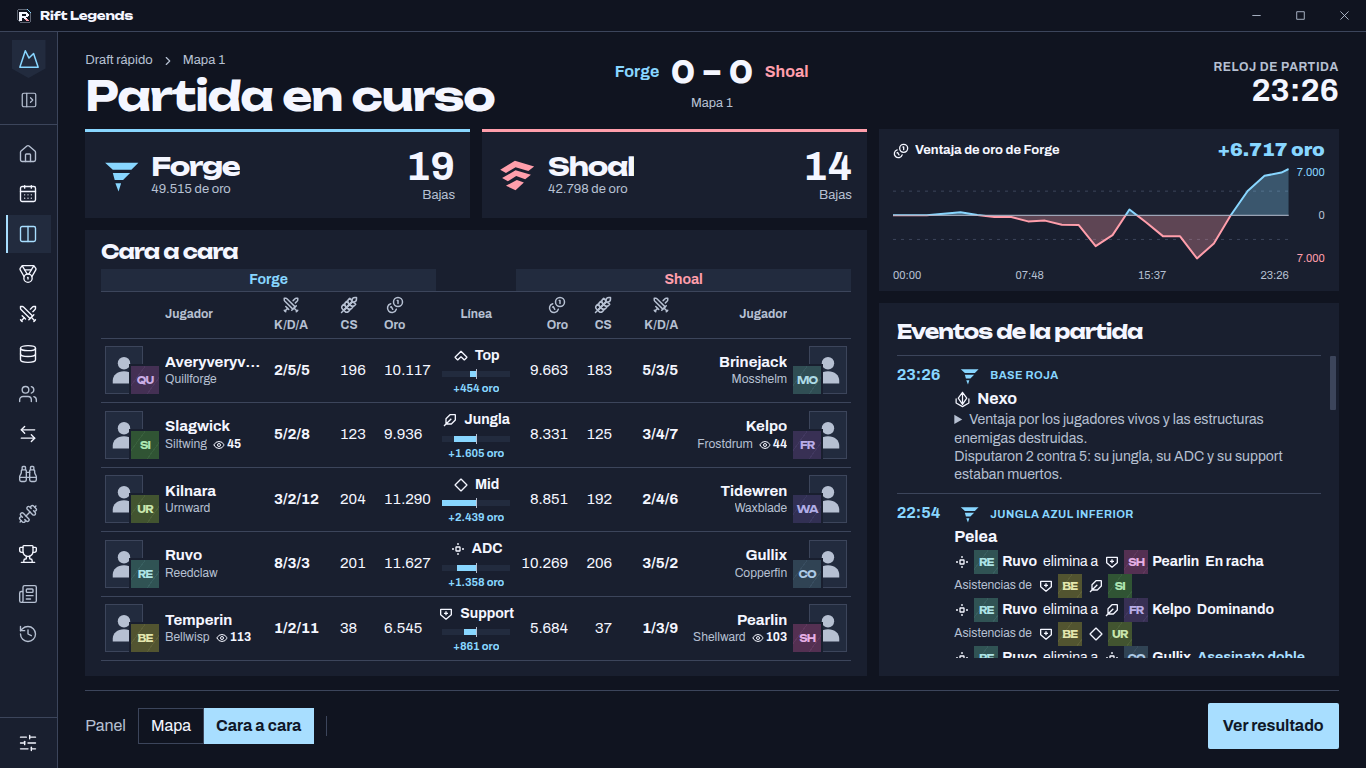 Rift Legends
Draft rápido > Mapa 1
Partida en curso
Forge 0 – 0 Shoal
Mapa 1
RELOJ DE PARTIDA
23:26
Forge
49.515 de oro
19
Bajas
Shoal
42.798 de oro
14
Bajas
Ventaja de oro de Forge
+6.717 oro
7.000
0
7.000
00:00 07:48 15:37 23:26
Cara a cara
Forge Shoal
Jugador K/D/A CS Oro Línea Oro CS K/D/A Jugador
Averyveryv... 2/5/5 196 10.117 Top 9.663 183 5/3/5 Brinejack
QU Quillforge +454 oro Mosshelm MO
Slagwick 5/2/8 123 9.936 Jungla 8.331 125 3/4/7 Kelpo
SI Siltwing 45 +1.605 oro Frostdrum 44 FR
Kilnara 3/2/12 204 11.290 Mid 8.851 192 2/4/6 Tidewren
UR Urnward +2.439 oro Waxblade WA
Ruvo 8/3/3 201 11.627 ADC 10.269 206 3/5/2 Gullix
RE Reedclaw +1.358 oro Copperfin CO
Temperin 1/2/11 38 6.545 Support 5.684 37 1/3/9 Pearlin
BE Bellwisp 113 +861 oro Shellward 103 SH
Eventos de la partida
23:26 BASE ROJA
Nexo
Ventaja por los jugadores vivos y las estructuras
enemigas destruidas.
Disputaron 2 contra 5: su jungla, su ADC y su support
estaban muertos.
22:54 JUNGLA AZUL INFERIOR
Pelea
RE Ruvo elimina a SH Pearlin En racha
Asistencias de BE SI
RE Ruvo elimina a FR Kelpo Dominando
Asistencias de BE UR
RE Ruvo elimina a CO Gullix Asesinato doble
Panel Mapa Cara a cara
Ver resultado